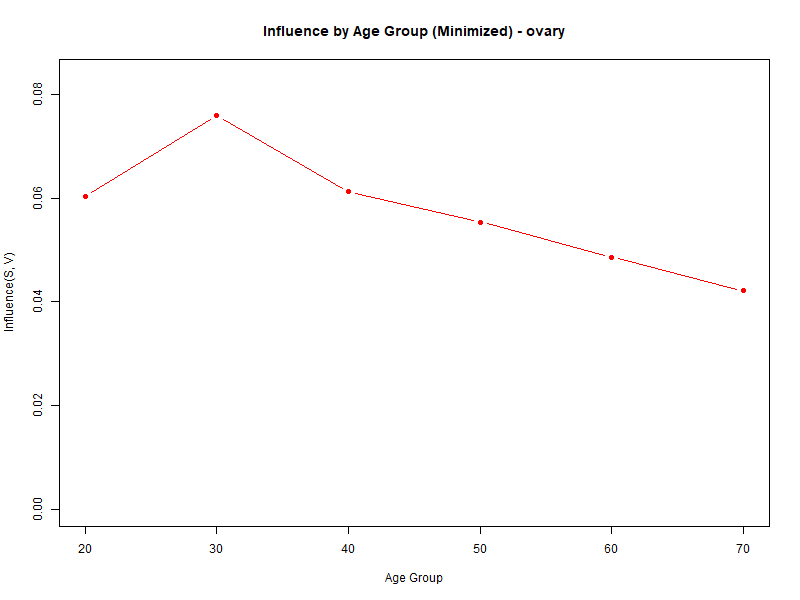 Influence by Age Group (Minimized) - ovary
Influence(S, V)
0.08
0.06
0.04
0.02
0.00
20 30 40 50 60 70
Age Group